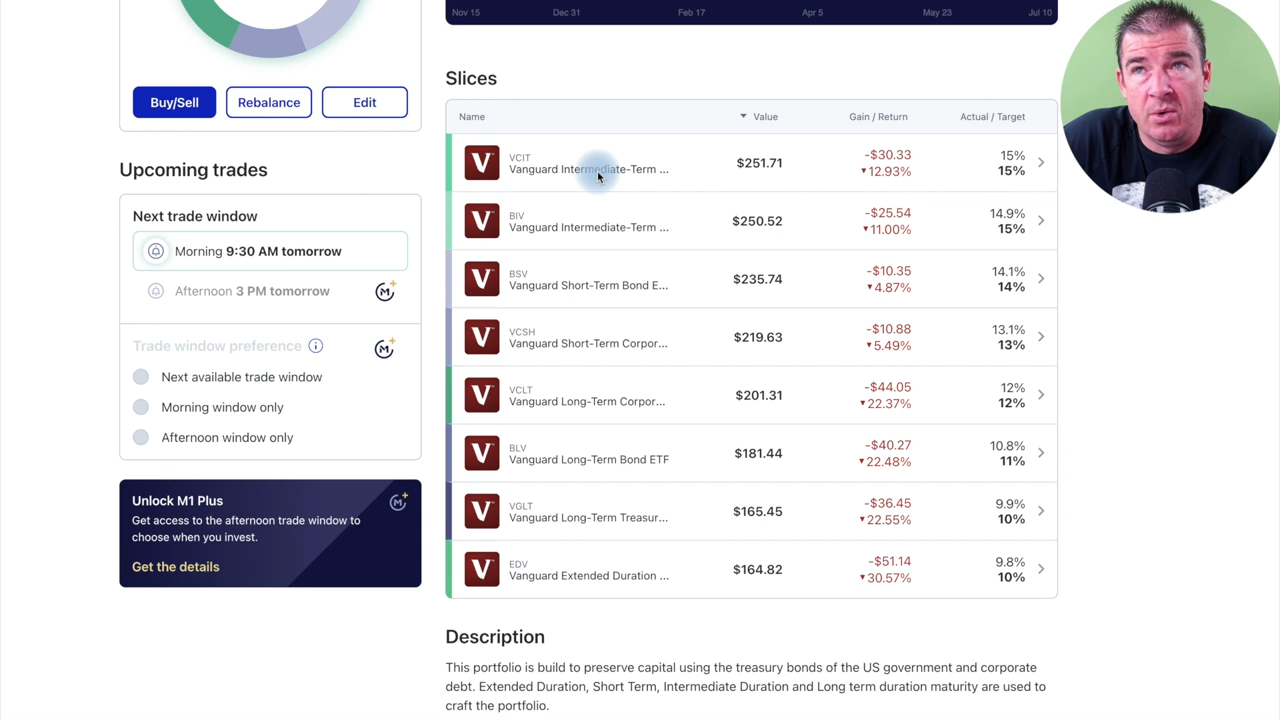 Nov 15 Dec 31 Feb 17 Apr 5 May 23 Jul 10
Buy/Sell Rebalance Edit
Upcoming trades
Next trade window
Morning 9:30 AM tomorrow
Afternoon 3 PM tomorrow
Trade window preference
Next available trade window
Morning window only
Afternoon window only
Unlock M1 Plus
Get access to the afternoon trade window to
choose when you invest.
Get the details
Slices
Name Value Gain / Return Actual / Target
VCIT
Vanguard Intermediate-Term ...
$251.71
-$30.33
▼12.93%
15%
15%
BIV
Vanguard Intermediate-Term ...
$250.52
-$25.54
▼11.00%
14.9%
15%
BSV
Vanguard Short-Term Bond E...
$235.74
-$10.35
▼4.87%
14.1%
14%
VCSH
Vanguard Short-Term Corpor...
$219.63
-$10.88
▼5.49%
13.1%
13%
VCLT
Vanguard Long-Term Corpor...
$201.31
-$44.05
▼22.37%
12%
12%
BLV
Vanguard Long-Term Bond ETF
$181.44
-$40.27
▼22.48%
10.8%
11%
VGLT
Vanguard Long-Term Treasur...
$165.45
-$36.45
▼22.55%
9.9%
10%
EDV
Vanguard Extended Duration ...
$164.82
-$51.14
▼30.57%
9.8%
10%
Description
This portfolio is build to preserve capital using the treasury bonds of the US government and corporate
debt. Extended Duration, Short Term, Intermediate Duration and Long term duration maturity are used to
craft the portfolio.